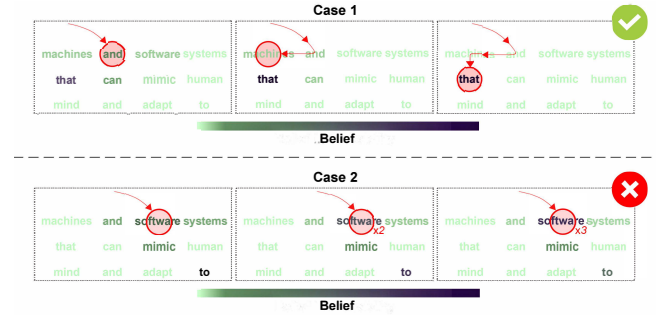 Case 1
machines and software systems
that can mimic human
mind and and adapt to
machines and software systems
that can mimic human
mind and adapt to
machines and software systems
that can mimic human
mind and adapt to
Belief
Case 2
machines and software systems
that can mimic human
mind and adapt to
machines and software systems
x2
that can mimic human
mind and adapt to
machines and software systems
x3
that can mimic human
mind and adapt to
Belief